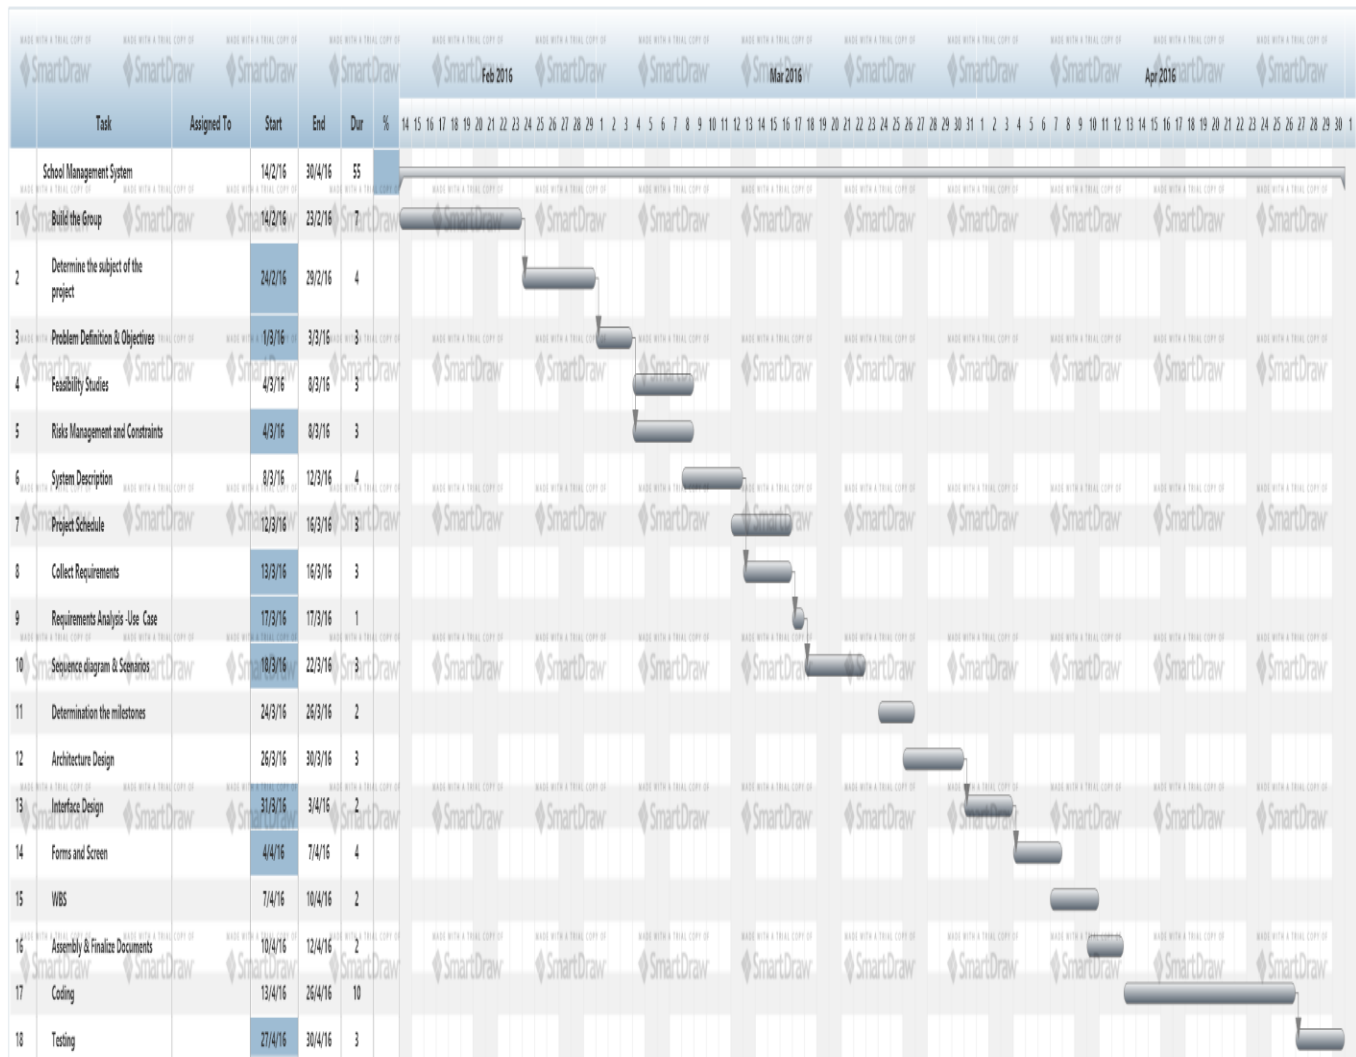 Feb 2016 Mar 2016 Apr 2016
Task Assigned To Start End Dur % 14 15 16 17 18 19 20 21 22 23 24 25 26 27 28 29 1 2 3 4 5 6 7 8 9 10 11 12 13 14 15 16 17 18 19 20 21 22 23 24 25 26 27 28 29 30 31 1 2 3 4 5 6 7 8 9 10 11 12 13 14 15 16 17 18 19 20 21 22 23 24 25 26 27 28 29 30 1
School Management System 14/2/16 30/4/16 55
1 Build the Group 14/2/16 23/2/16 7
2 Determine the subject of the
project 24/2/16 29/2/16 4
3 Problem Definition & Objectives 1/3/16 3/3/16 3
4 Feasibility Studies 4/3/16 8/3/16 3
5 Risks Management and Constraints 4/3/16 8/3/16 3
6 System Description 8/3/16 12/3/16 4
7 Project Schedule 12/3/16 16/3/16 3
8 Collect Requirements 13/3/16 16/3/16 3
9 Requirements Analysis -Use Case 17/3/16 17/3/16 1
10 Sequence diagram & Scenarios 18/3/16 22/3/16 3
11 Determination the milestones 24/3/16 26/3/16 2
12 Architecture Design 26/3/16 30/3/16 3
13 Interface Design 31/3/16 3/4/16 2
14 Forms and Screen 4/4/16 7/4/16 4
15 WBS 7/4/16 10/4/16 2
16 Assembly & Finalize Documents 10/4/16 12/4/16 2
17 Coding 13/4/16 26/4/16 10
18 Testing 27/4/16 30/4/16 3
MADE WITH A TRIAL COPY OF
SmartDraw